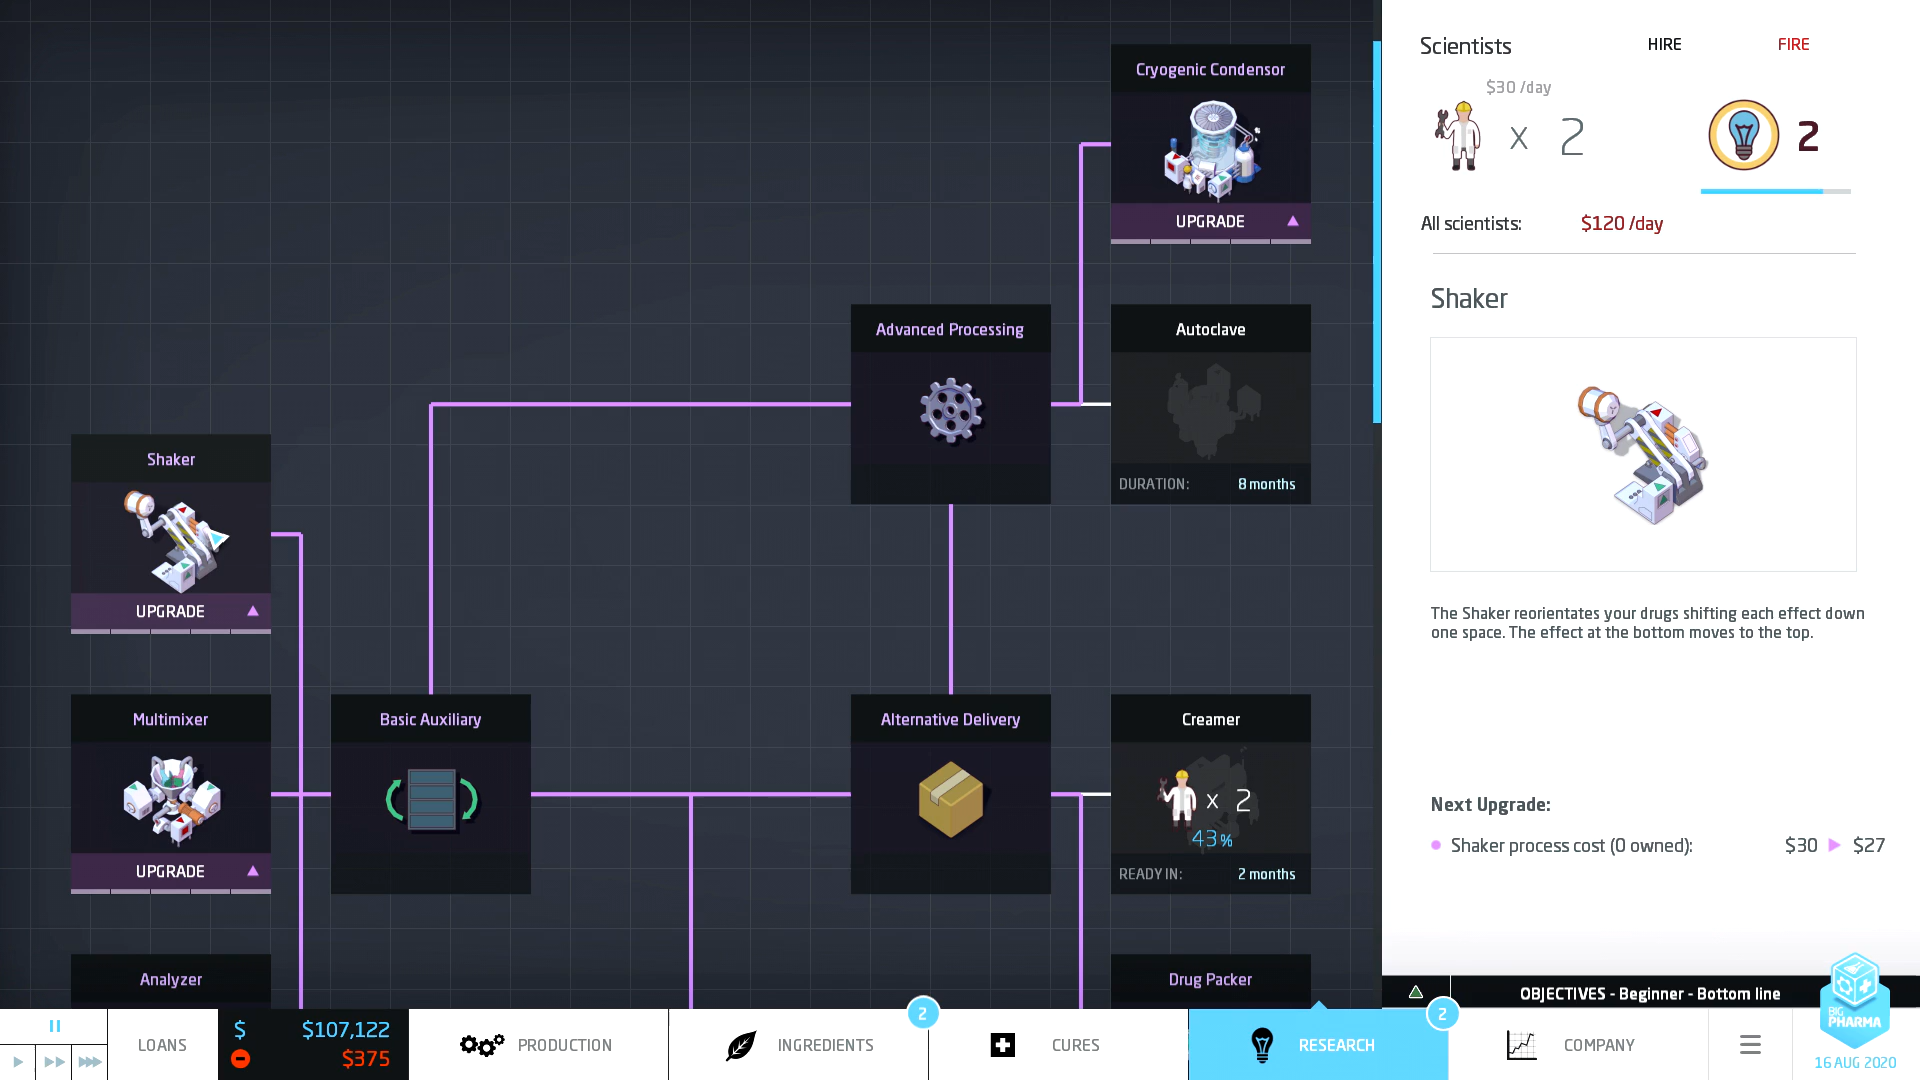 Cryogenic Condensor
UPGRADE
Advanced Processing
Autoclave
DURATION: 8 months
Shaker
UPGRADE
Multimixer
UPGRADE
Basic Auxiliary
Alternative Delivery
Creamer
x 2
43%
READY IN: 2 months
Analyzer
Drug Packer
Scientists HIRE FIRE
$30 /day
x 2 2
All scientists: $120 /day
Shaker
The Shaker reorientates your drugs shifting each effect down
one space. The effect at the bottom moves to the top.
Next Upgrade:
Shaker process cost (0 owned): $30 $27
OBJECTIVES - Beginner - Bottom line
LOANS
$ $107,122
$375
PRODUCTION
INGREDIENTS
2
CURES
RESEARCH
2
COMPANY
BIG
PHARMA
16 AUG 2020